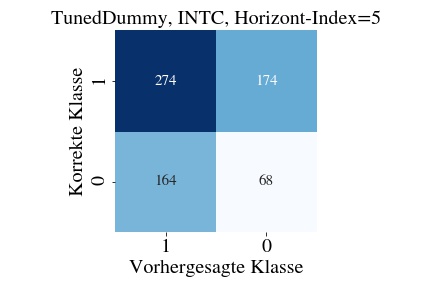 TunedDummy, INTC, Horizont-Index=5
Korrekte Klasse
1
274
174
0
164
68
1
0
Vorhergesagte Klasse